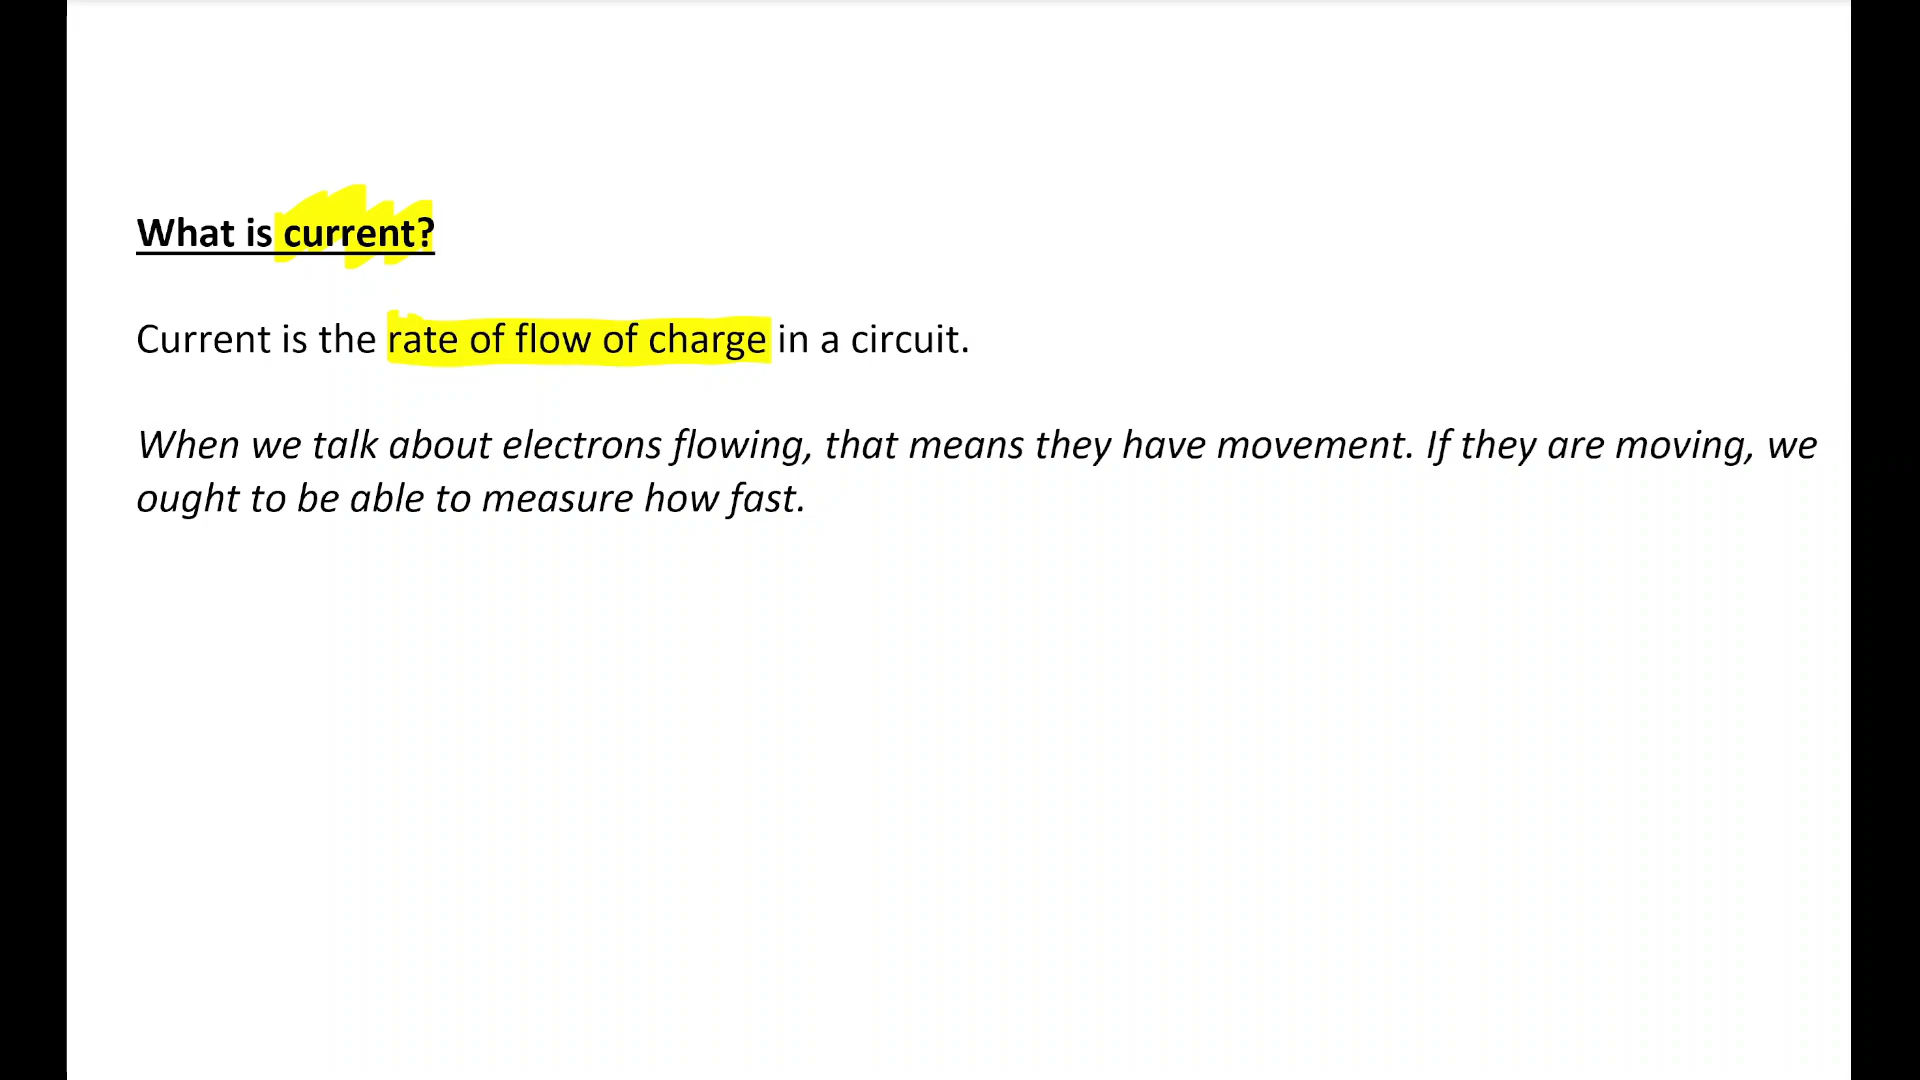 What is current?
Current is the rate of flow of charge in a circuit.
When we talk about electrons flowing, that means they have movement. If they are moving, we
ought to be able to measure how fast.